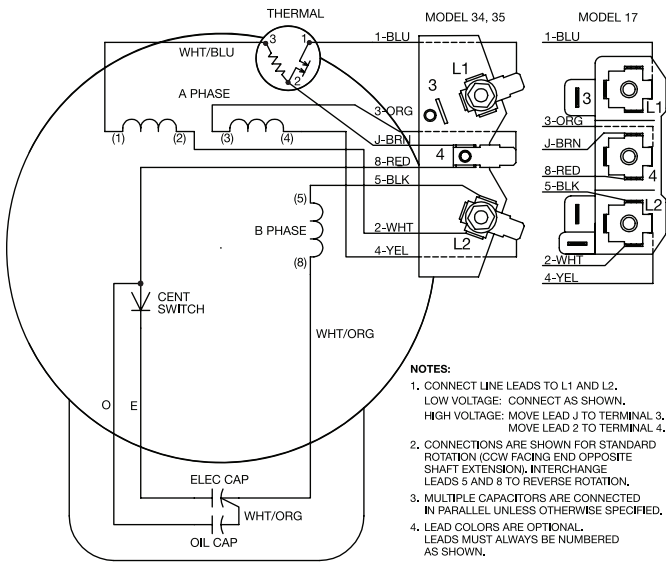 THERMAL
MODEL 34, 35
MODEL 17
WHT/BLU
3
1
2
1-BLU
L1
1-BLU
3
A PHASE
3-ORG
3
L1
(1)
(2)
(3)
(4)
3-ORG
J-BRN
4
J-BRN
8-RED
8-RED
4
5-BLK
5-BLK
L2
(5)
B PHASE
(8)
2-WHT
L2
4-YEL
2-WHT
4-YEL
CENT
SWITCH
WHT/ORG
O
E
ELEC CAP
WHT/ORG
OIL CAP
NOTES:
1. CONNECT LINE LEADS TO L1 AND L2.
LOW VOLTAGE: CONNECT AS SHOWN.
HIGH VOLTAGE: MOVE LEAD J TO TERMINAL 3.
MOVE LEAD 2 TO TERMINAL 4.
2. CONNECTIONS ARE SHOWN FOR STANDARD
ROTATION (CCW FACING END OPPOSITE
SHAFT EXTENSION). INTERCHANGE
LEADS 5 AND 8 TO REVERSE ROTATION.
3. MULTIPLE CAPACITORS ARE CONNECTED
IN PARALLEL UNLESS OTHERWISE SPECIFIED.
4. LEAD COLORS ARE OPTIONAL.
LEADS MUST ALWAYS BE NUMBERED
AS SHOWN.